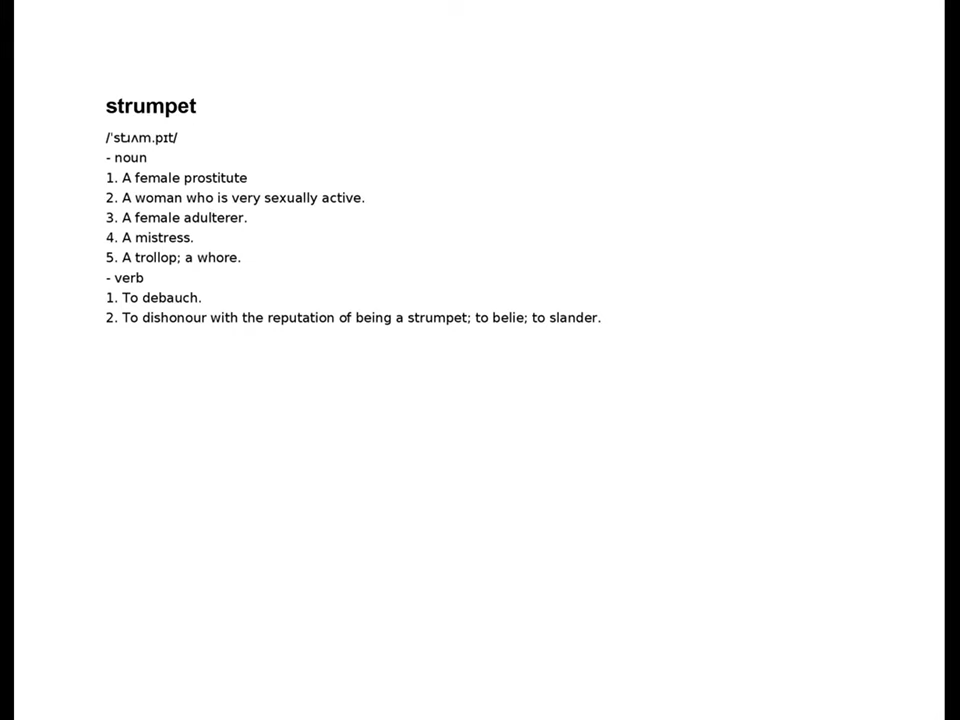 strumpet
/ˈstɹʌm.pɪt/
- noun
1. A female prostitute
2. A woman who is very sexually active.
3. A female adulterer.
4. A mistress.
5. A trollop; a whore.
- verb
1. To debauch.
2. To dishonour with the reputation of being a strumpet; to belie; to slander.